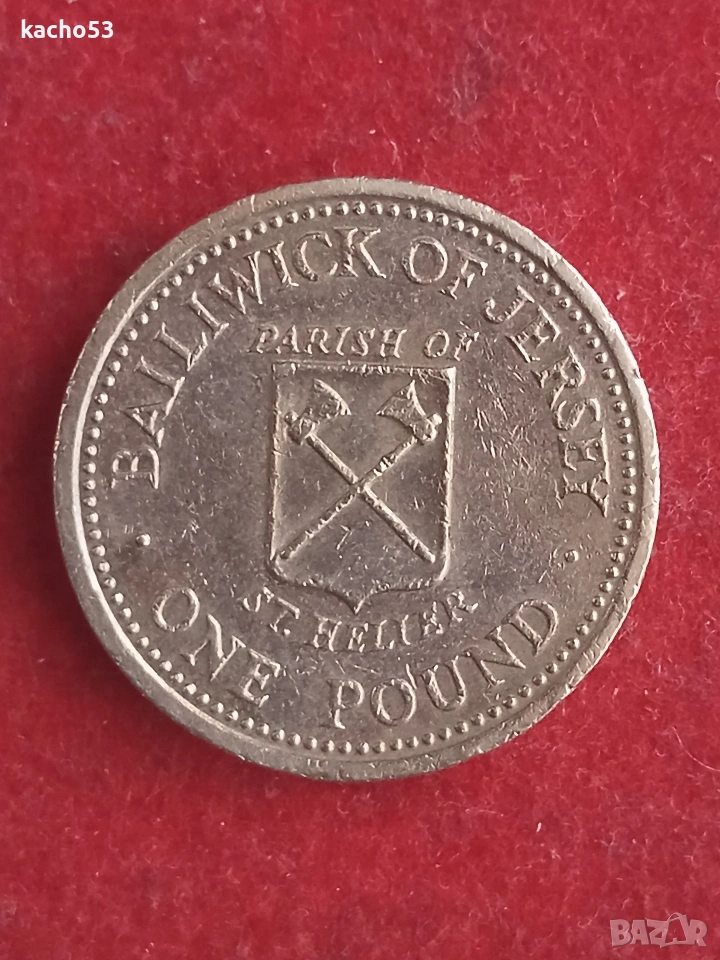 kacho53
· BAILIWICK OF JERSEY ·
PARISH OF
ST. HELIER
ONE POUND
BAZAR